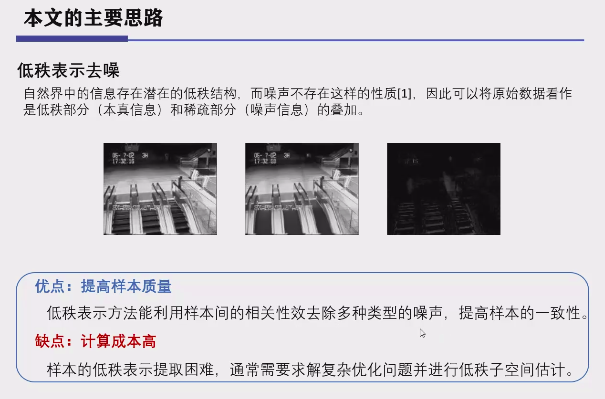 本文的主要思路
低秩表示去噪
自然界中的信息存在潜在的低秩结构，而噪声不存在这样的性质[1]，因此可以将原始数据看作
是低秩部分（本真信息）和稀疏部分（噪声信息）的叠加。
优点：提高样本质量
低秩表示方法能利用样本间的相关性效去除多种类型的噪声，提高样本的一致性。
缺点：计算成本高
样本的低秩表示提取困难，通常需要求解复杂优化问题并进行低秩子空间估计。